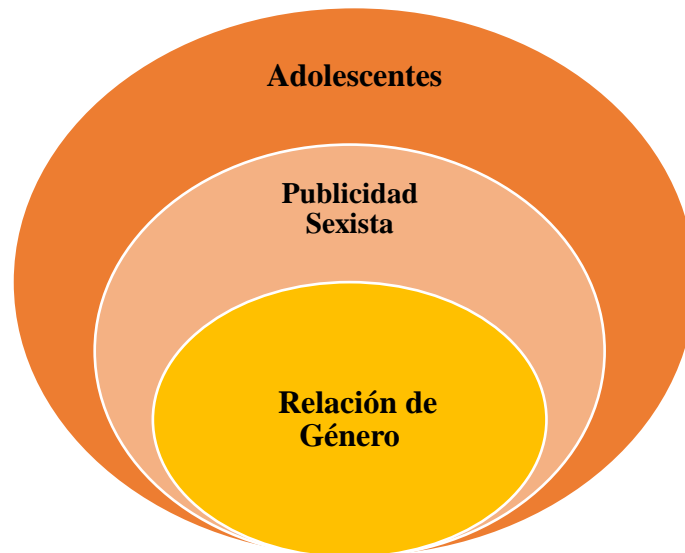 Adolescentes
Publicidad
Sexista
Relación de
Género